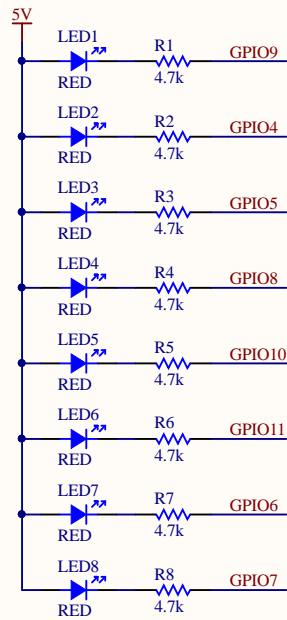 5V
LED1 R1 GPIO9
RED 4.7k
LED2 R2 GPIO4
RED 4.7k
LED3 R3 GPIO5
RED 4.7k
LED4 R4 GPIO8
RED 4.7k
LED5 R5 GPIO10
RED 4.7k
LED6 R6 GPIO11
RED 4.7k
LED7 R7 GPIO6
RED 4.7k
LED8 R8 GPIO7
RED 4.7k